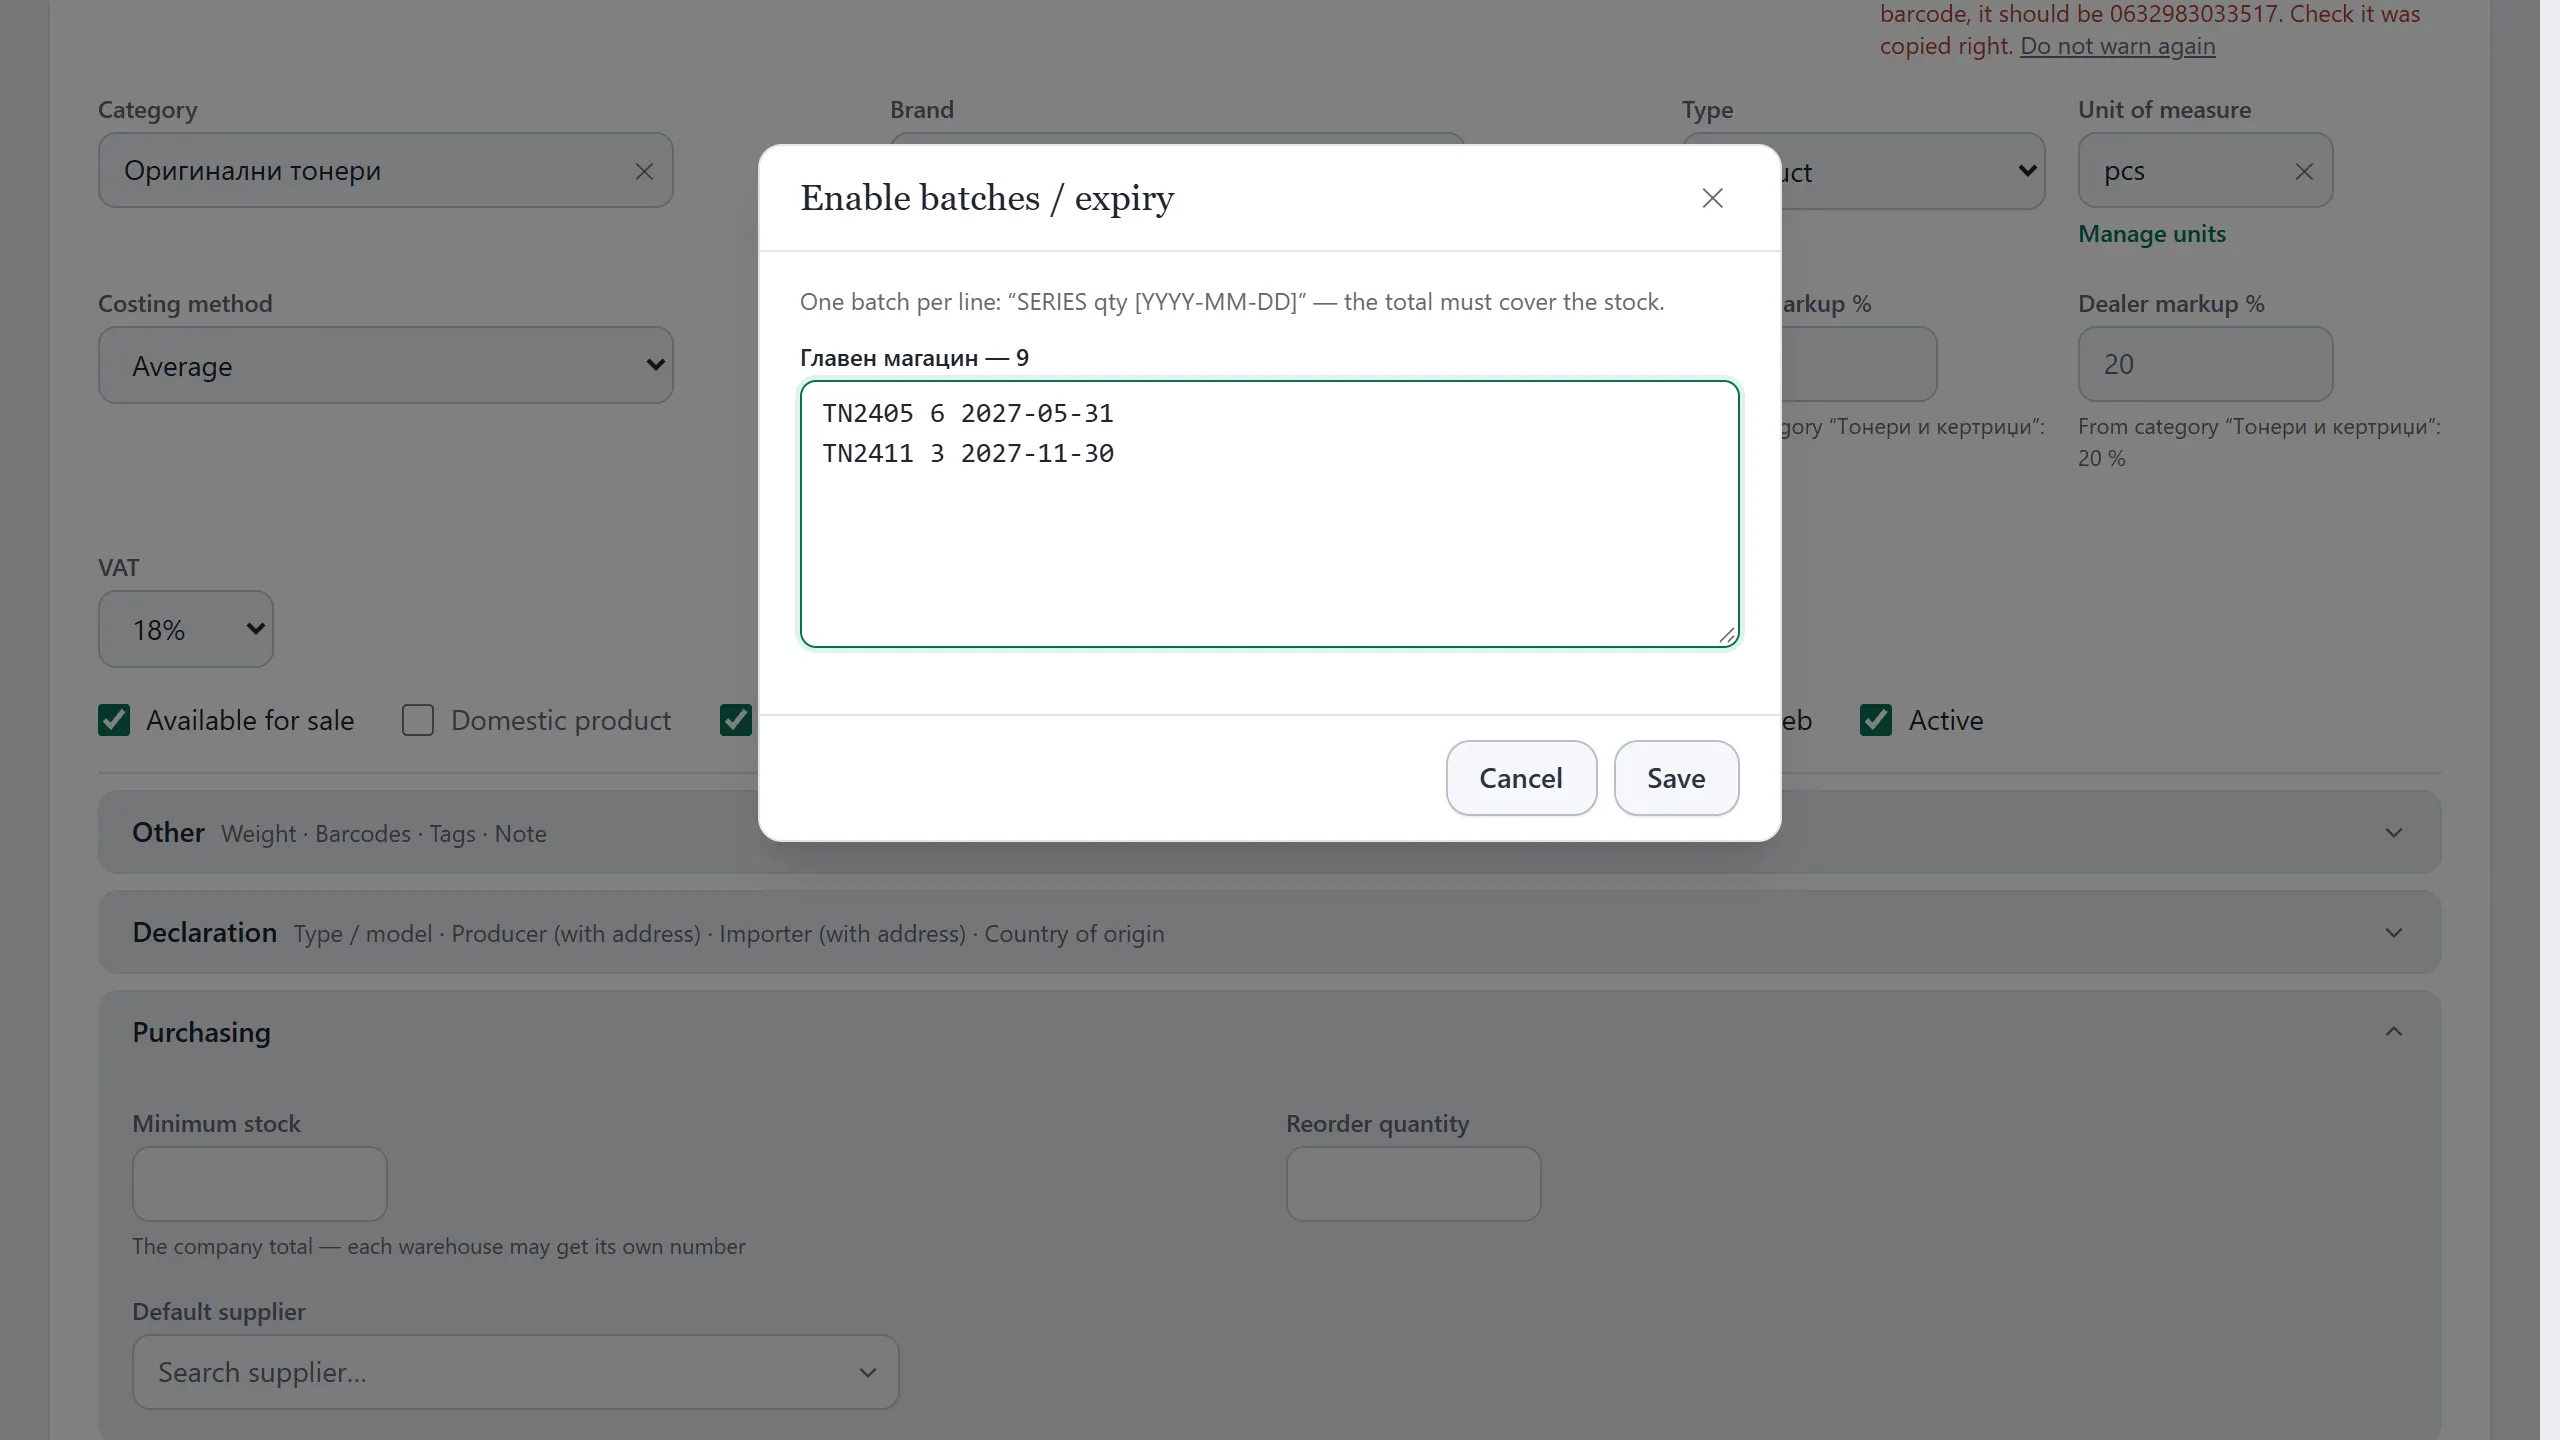 barcode, it should be 0632983033517. Check it was
copied right. Do not warn again
Category
Brand
Type
Unit of measure
Оригинални тонери
pcs
Manage units
Enable batches / expiry
One batch per line: “SERIES qty [YYYY-MM-DD]” — the total must cover the stock.
Главен магацин — 9
TN2405 6 2027-05-31
TN2411 3 2027-11-30
Cancel
Save
Costing method
Dealer markup %
Average
20
“Тонери и кертриџи”:
From category “Тонери и кертриџи”:
20 %
VAT
18%
Available for sale
Domestic product
Active
Other
Weight · Barcodes · Tags · Note
Declaration
Type / model · Producer (with address) · Importer (with address) · Country of origin
Purchasing
Minimum stock
Reorder quantity
The company total — each warehouse may get its own number
Default supplier
Search supplier...